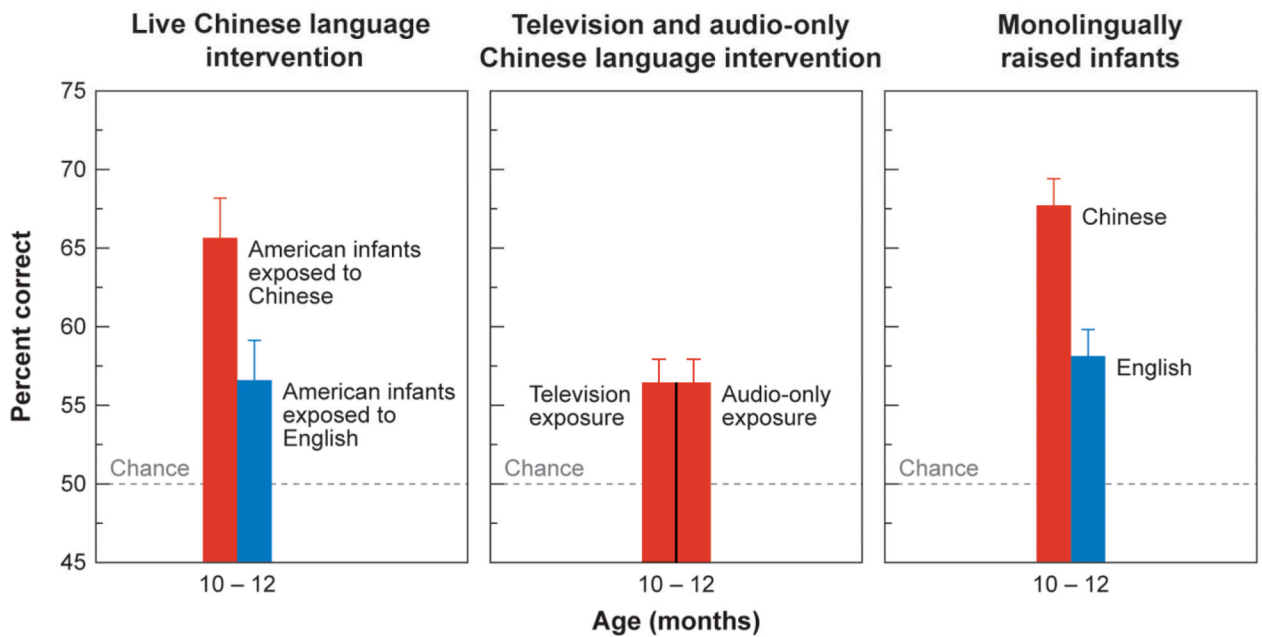 Live Chinese language
intervention
Television and audio-only
Chinese language intervention
Monolingually
raised infants
Percent correct
75
70
65
60
55
50
45
American infants
exposed to
Chinese
American infants
exposed to
English
Chance
10 – 12
Television
exposure
Audio-only
exposure
Chance
10 – 12
Chinese
English
Chance
10 – 12
Age (months)